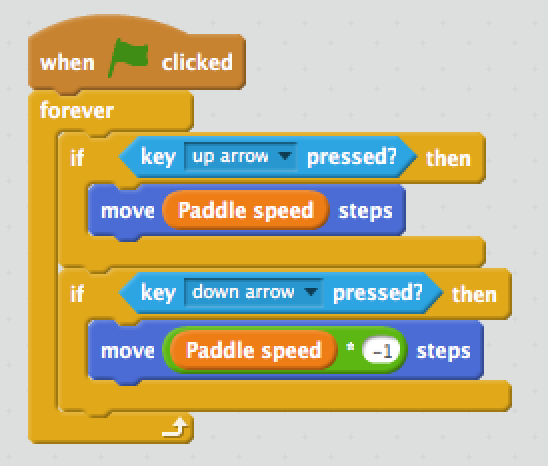 when clicked
forever
if key up arrow pressed? then
move Paddle speed steps
if key down arrow pressed? then
move Paddle speed * -1 steps